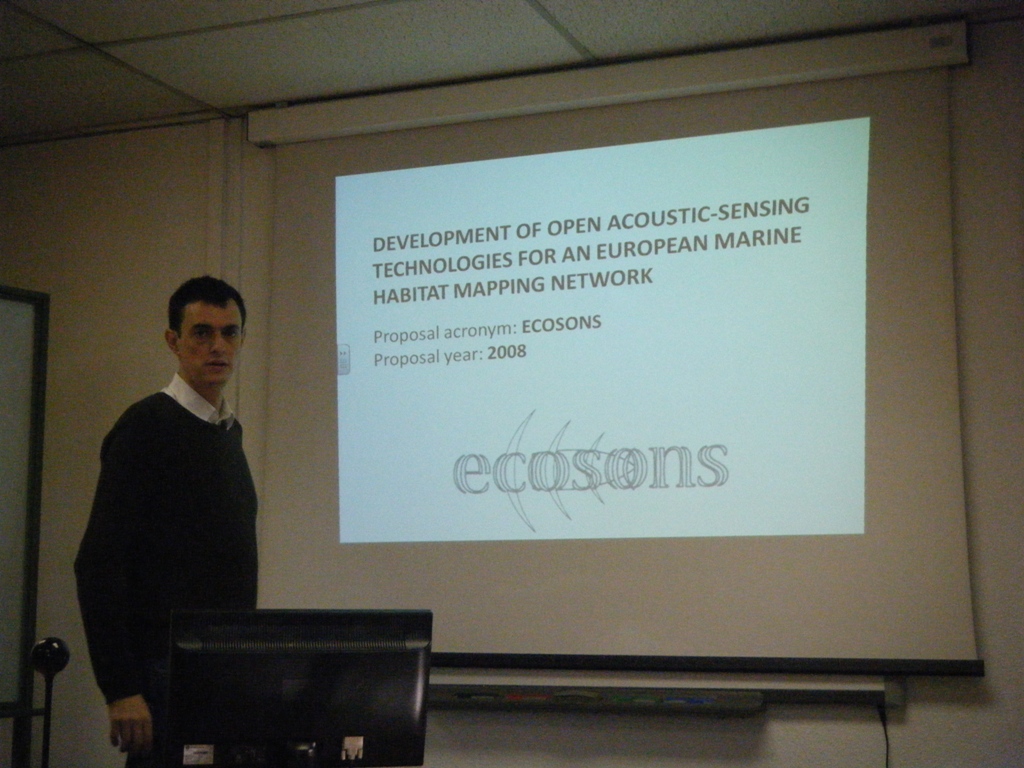 DEVELOPMENT OF OPEN ACOUSTIC-SENSING
TECHNOLOGIES FOR AN EUROPEAN MARINE
HABITAT MAPPING NETWORK
Proposal acronym: ECOSONS
Proposal year: 2008
ecosons